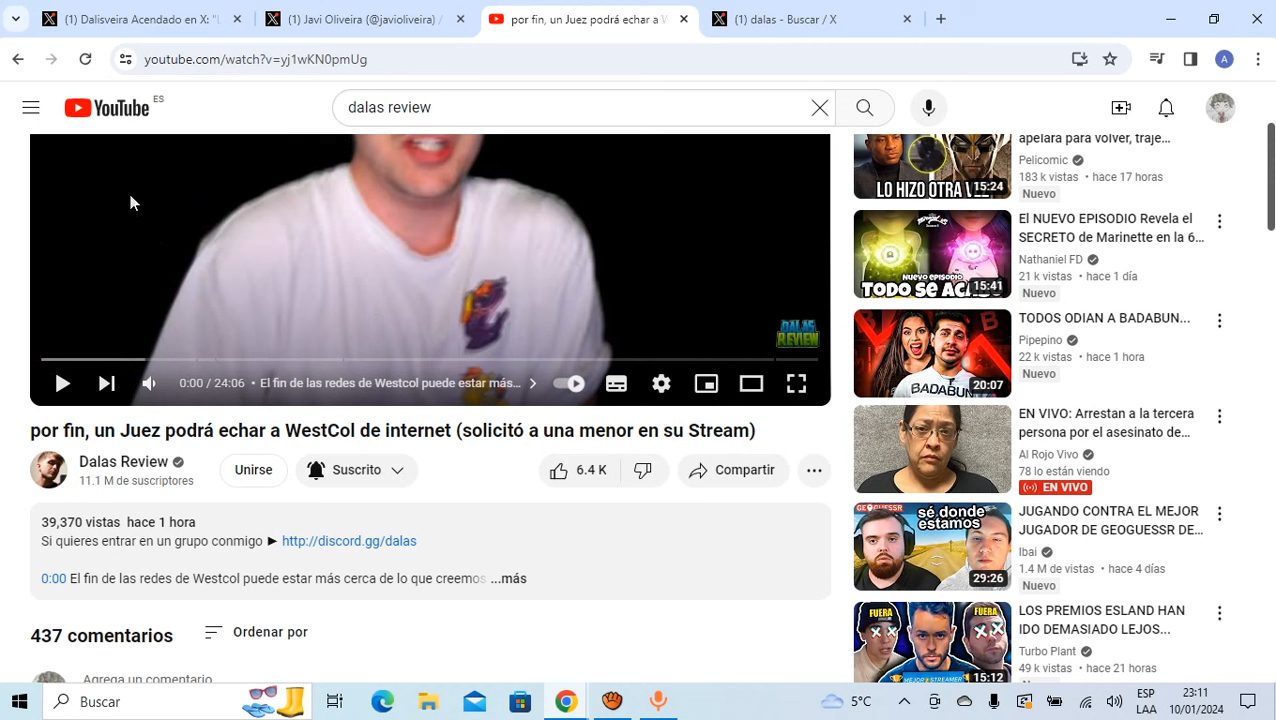 Dalisveira Acendado en X: "L
(1) Javi Oliveira (@javioliveira) /
por fin, un Juez podrá echar a W
(1) dalas - Buscar / X
youtube.com/watch?v=yj1wKN0pmUg
A
YouTube ES
dalas review
apelará para volver, traje...
Pelicomic
183 k vistas • hace 17 horas
Nuevo
LO HIZO OTRA VEZ
15:24
El NUEVO EPISODIO Revela el
SECRETO de Marinette en la 6...
Nathaniel FD
21 k vistas • hace 1 día
Nuevo
NUEVO EPISODIO
TODO SE ACABÓ
15:41
TODOS ODIAN A BADABUN...
Pipepino
22 k vistas • hace 1 hora
Nuevo
BADABUN
20:07
DALAS
REVIEW
0:00 / 24:06 • El fin de las redes de Westcol puede estar más...
por fin, un Juez podrá echar a WestCol de internet (solicitó a una menor en su Stream)
Dalas Review
11.1 M de suscriptores
Unirse
Suscrito
6.4 K
Compartir
39,370 vistas hace 1 hora
Si quieres entrar en un grupo conmigo ► http://discord.gg/dalas
0:00 El fin de las redes de Westcol puede estar más cerca de lo que creemos ...más
437 comentarios
Ordenar por
Agrega un comentario
EN VIVO: Arrestan a la tercera
persona por el asesinato de...
Al Rojo Vivo
78 lo están viendo
EN VIVO
JUGANDO CONTRA EL MEJOR
JUGADOR DE GEOGUESSR DE...
Ibai
1.4 M de vistas • hace 4 días
Nuevo
GEOGUESSR
sé donde
estamos
29:26
LOS PREMIOS ESLAND HAN
IDO DEMASIADO LEJOS...
Turbo Plant
49 k vistas • hace 21 horas
FUERA
FUERA
MEJOR STREAMER
15:12
Buscar
5°C
ESP
LAA
23:11
10/01/2024